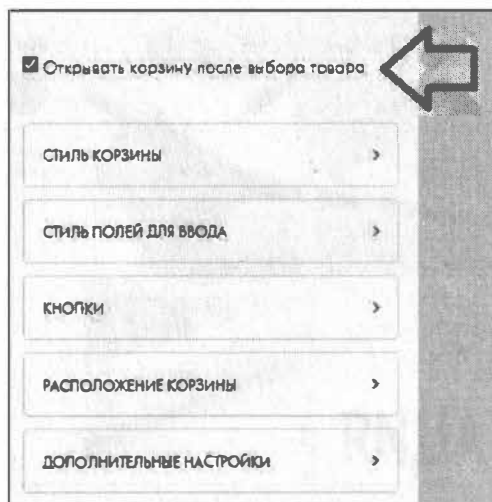 Открывать корзину после выбора товара
СТИЛЬ КОРЗИНЫ
СТИЛЬ ПОЛЕЙ ДЛЯ ВВОДА
КНОПКИ
РАСПОЛОЖЕНИЕ КОРЗИНЫ
ДОПОЛНИТЕЛЬНЫЕ НАСТРОЙКИ